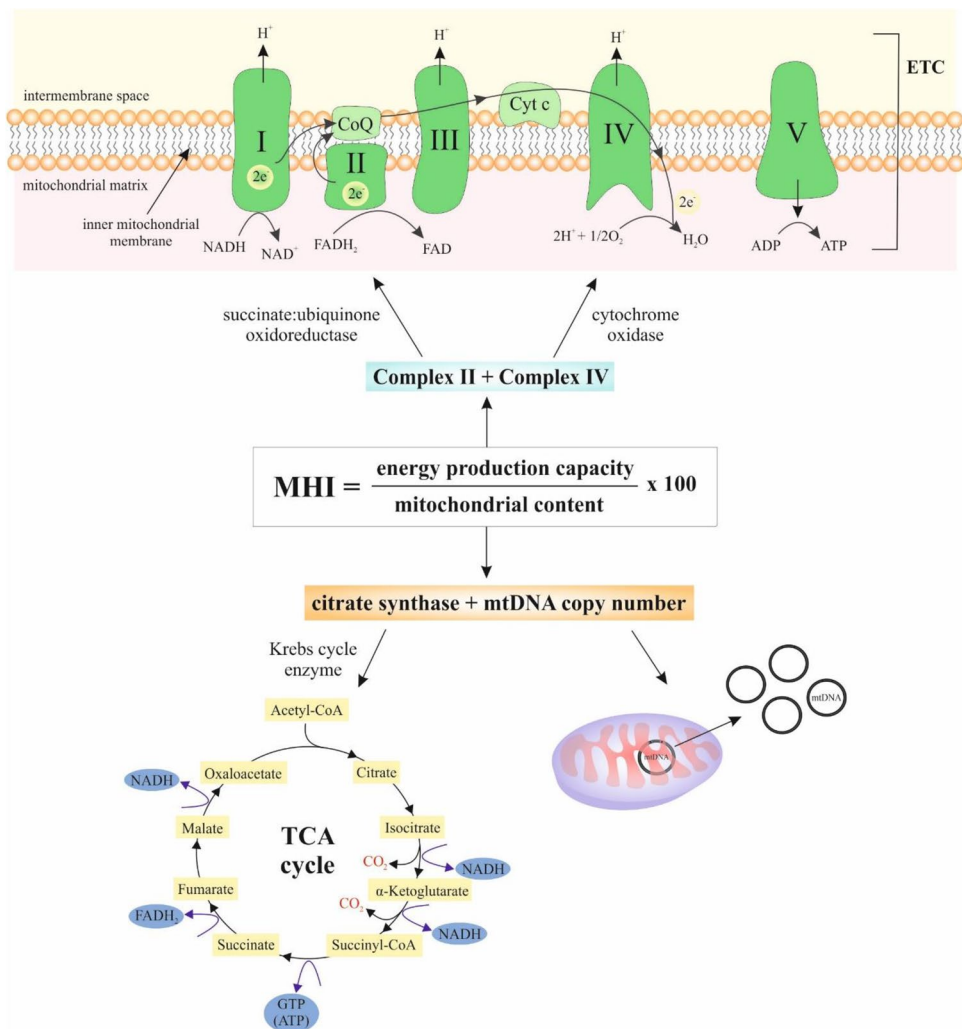 H⁺
H⁺
H⁺
ETC
intermembrane space
Cyt c
CoQ
I
II
III
IV
V
mitochondrial matrix
2e⁻
2e⁻
2e⁻
inner mitochondrial
membrane
NADH
NAD⁺
FADH₂
FAD
2H⁺ + 1/2O₂
H₂O
ADP
ATP
succinate:ubiquinone
oxidoreductase
cytochrome
oxidase
Complex II + Complex IV
MHI = energy production capacity
mitochondrial content
x 100
citrate synthase + mtDNA copy number
Krebs cycle
enzyme
mtDNA
mtDNA
Acetyl-CoA
Oxaloacetate
Citrate
NADH
Malate
Isocitrate
TCA
cycle
CO₂
NADH
Fumarate
α-Ketoglutarate
CO₂
FADH₂
NADH
Succinate
Succinyl-CoA
GTP
(ATP)